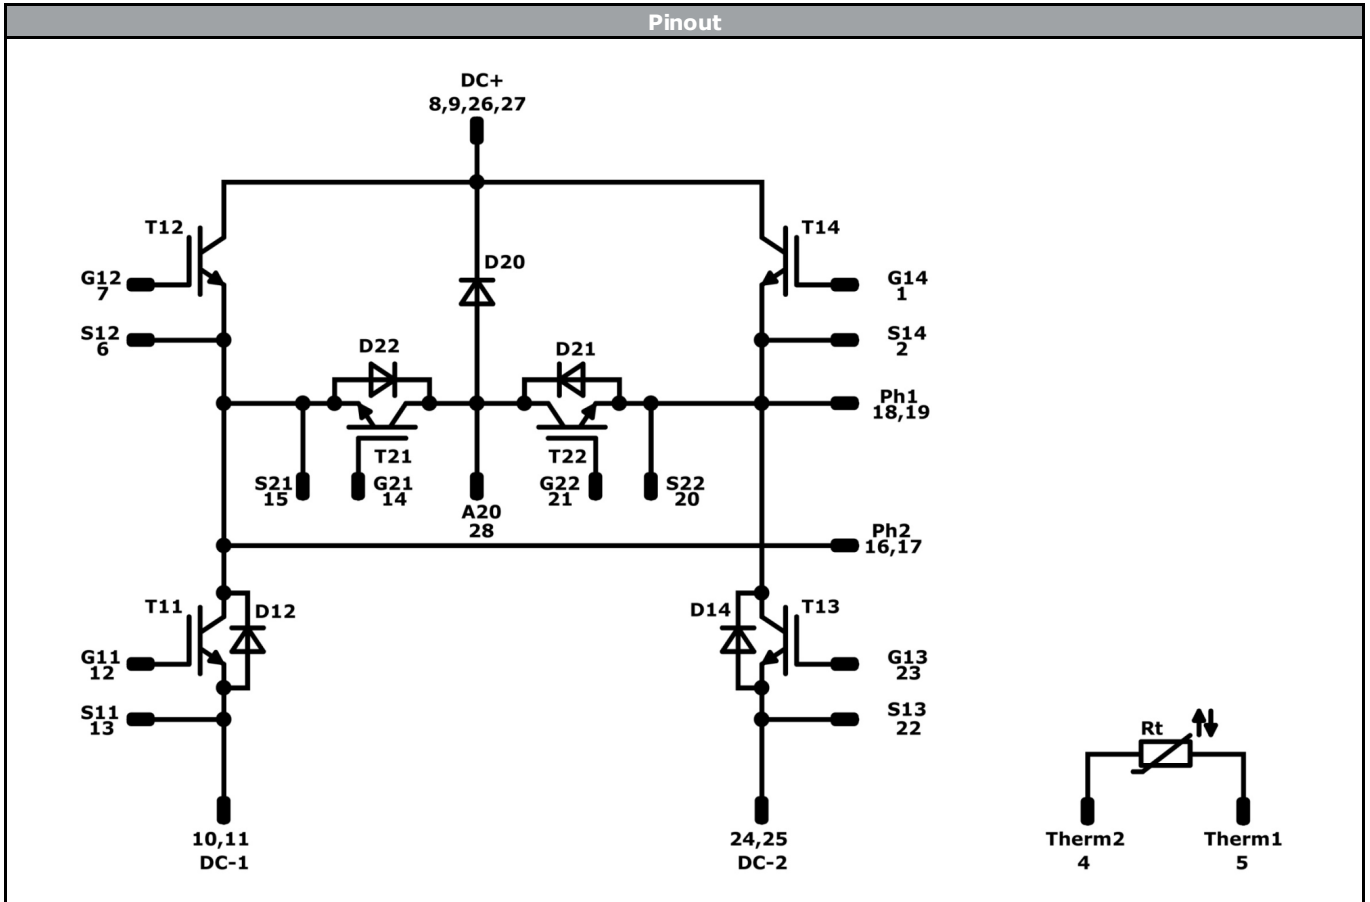 Pinout
DC+
8,9,26,27
T12
T14
D20
G12
7
G14
1
S12
6
S14
2
D22
D21
Ph1
18,19
T21
T22
S21
15
G21
14
A20
28
G22
21
S22
20
Ph2
16,17
T11
D12
D14
T13
G11
12
G13
23
S11
13
S13
22
Rt
10,11
DC-1
24,25
DC-2
Therm2
4
Therm1
5